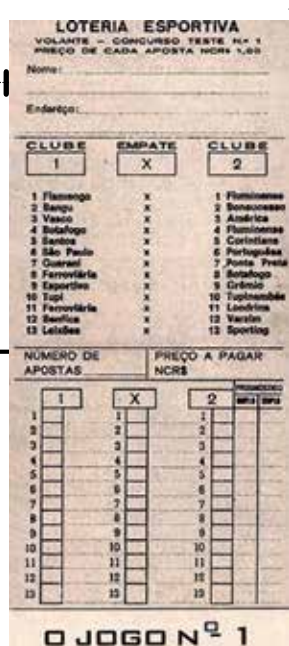 LOTERIA ESPORTIVA
VOLANTE – CONCURSO TESTE N.º 1
PREÇO DE CADA APOSTA NCR$ 1,00
Nome:
Endereço:
CLUBE EMPATE CLUBE
1 X 2
1 Flamengo x 1 Fluminense
2 Bangu x 2 Bonsucesso
3 Vasco x 3 América
4 Botafogo x 4 Fluminense
5 Santos x 5 Corintians
6 São Paulo x 6 Portuguêsa
7 Guarani x 7 Ponte Preta
8 Ferroviária x 8 Botafogo
9 Esportivo x 9 Grêmio
10 Tupi x 10 Tupinambás
11 Ferroviária x 11 Londrina
12 Benfica x 12 Varzim
13 Leixões x 13 Sporting
NÚMERO DE APOSTAS PREÇO A PAGAR NCR$
1 X 2
1 1 1
2 2 2
3 3 3
4 4 4
5 5 5
6 6 6
7 7 7
8 8 8
9 9 9
10 10 10
11 11 11
12 12 12
13 13 13
O JOGO Nº 1